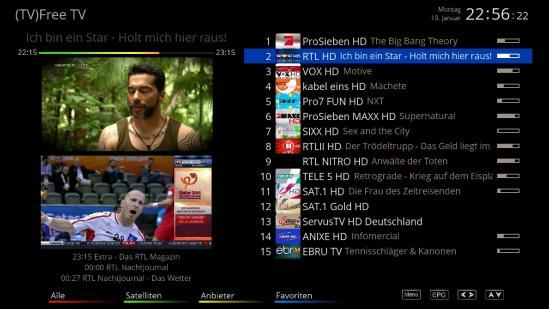 (TV)Free TV
Montag
19. Januar
22:56:22
Ich bin ein Star - Holt mich hier raus!
22:15 23:15
1 ProSieben HD The Big Bang Theory
2 RTL HD Ich bin ein Star - Holt mich hier raus!
3 VOX HD Motive
4 kabel eins HD Machete
5 Pro7 FUN HD NXT
6 ProSieben MAXX HD Supernatural
7 SIXX HD Sex and the City
8 RTLII HD Der Trödeltrupp - Das Geld liegt im
9 RTL NITRO HD Anwälte der Toten
10 TELE 5 HD Retrograde - Krieg auf dem Eispla
11 SAT.1 HD Die Frau des Zeitreisenden
12 SAT.1 Gold HD
13 ServusTV HD Deutschland
14 ANIXE HD Infomercial
15 EBRU TV Tennisschläger & Kanonen
23:15 Extra - Das RTL Magazin
00:00 RTL Nachtjournal
00:27 RTL Nachtjournal - Das Wetter
Alle Satelliten Anbieter Favoriten
Menü EPG